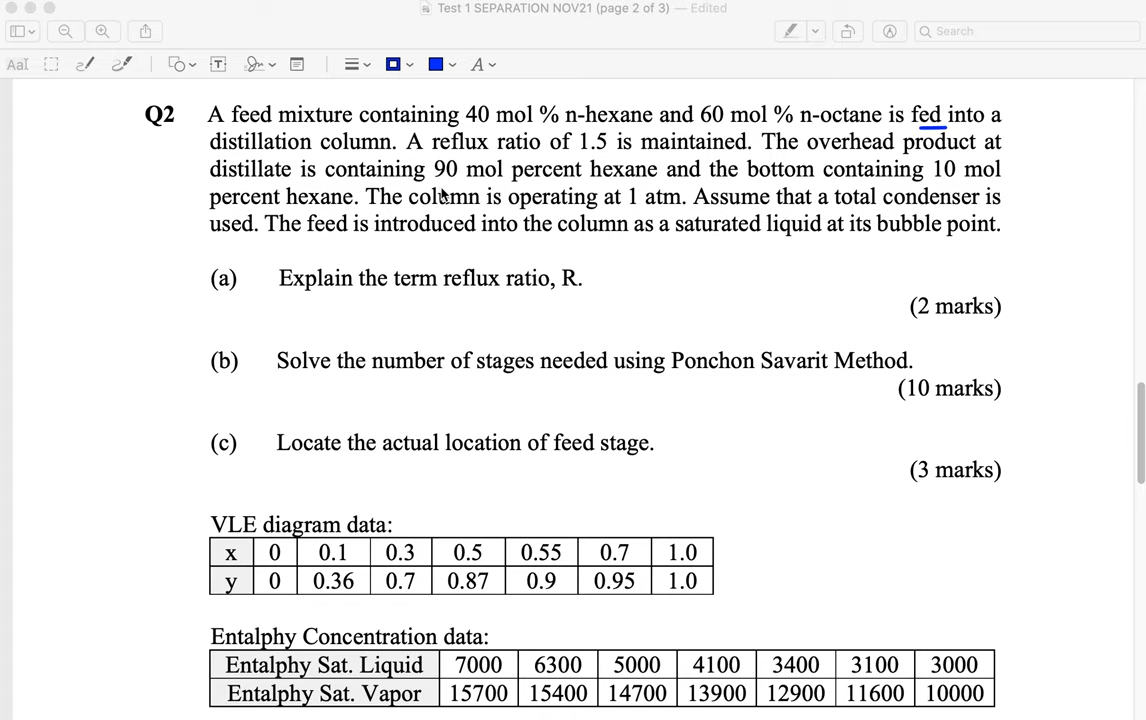 Test 1 SEPARATION NOV21 (page 2 of 3) — Edited
Search
AaI T A
Q2 A feed mixture containing 40 mol % n-hexane and 60 mol % n-octane is fed into a
distillation column. A reflux ratio of 1.5 is maintained. The overhead product at
distillate is containing 90 mol percent hexane and the bottom containing 10 mol
percent hexane. The column is operating at 1 atm. Assume that a total condenser is
used. The feed is introduced into the column as a saturated liquid at its bubble point.
(a) Explain the term reflux ratio, R.
(2 marks)
(b) Solve the number of stages needed using Ponchon Savarit Method.
(10 marks)
(c) Locate the actual location of feed stage.
(3 marks)
VLE diagram data:
x 0 0.1 0.3 0.5 0.55 0.7 1.0
y 0 0.36 0.7 0.87 0.9 0.95 1.0
Entalphy Concentration data:
Entalphy Sat. Liquid 7000 6300 5000 4100 3400 3100 3000
Entalphy Sat. Vapor 15700 15400 14700 13900 12900 11600 10000